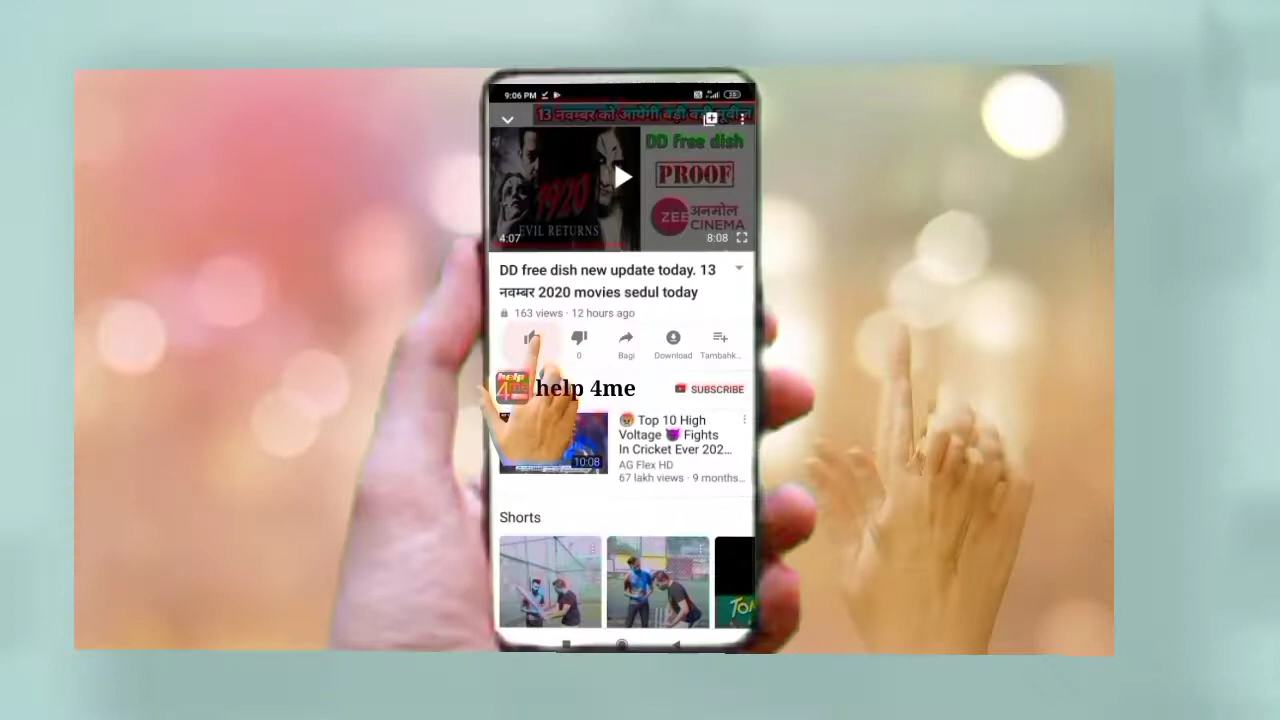 9:06 PM
13 नवम्बर को आयेंगी बड़ी बड़ी मूवीज
DD free dish
PROOF
1920
EVIL RETURNS
ZEE अनमोल
CINEMA
4:07
8:08
DD free dish new update today. 13
नवम्बर 2020 movies sedul today
163 views · 12 hours ago
0
Bagi
Download
Tambahk...
help
4me
help 4me
SUBSCRIBE
😡 Top 10 High
Voltage 😈 Fights
In Cricket Ever 202...
AG Flex HD
67 lakh views · 9 months...
10:08
Shorts